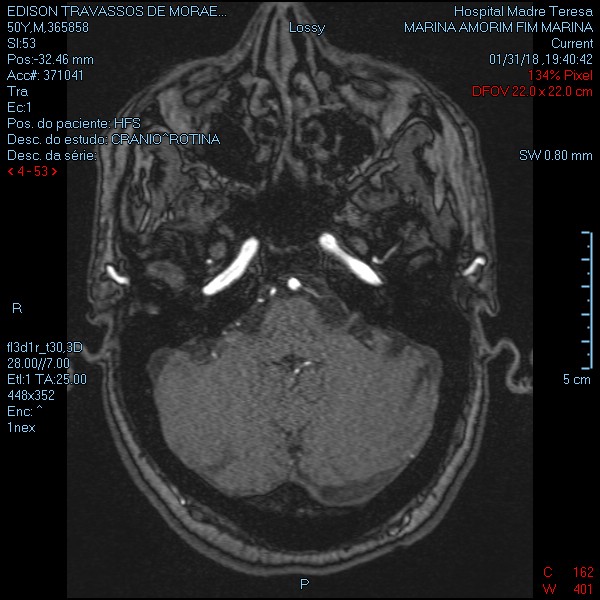 EDISON TRAVASSOS DE MORAE...
50Y,M,365858
Sl:53
Pos:-32.46 mm
Acc#: 371041
Tra
Ec:1
Pos. do paciente: HFS
Desc. do estudo: CRANIO^ROTINA
Desc. da série:
< 4 - 53 >
Lossy
Hospital Madre Teresa
MARINA AMORIM FIM MARINA
Current
01/31/18 ,19:40:42
134% Pixel
DFOV 22.0 x 22.0 cm
SW 0.80 mm
R
5 cm
fl3d1r_t30,3D
28.00//7.00
Etl:1 TA:25.00
448x352
Enc: ^
1nex
P
C 162
W 401